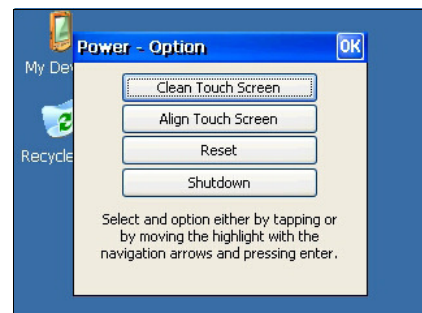 Power - Option
OK
My Dev
Clean Touch Screen
Align Touch Screen
Recycle
Reset
Shutdown
Select and option either by tapping or
by moving the highlight with the
navigation arrows and pressing enter.